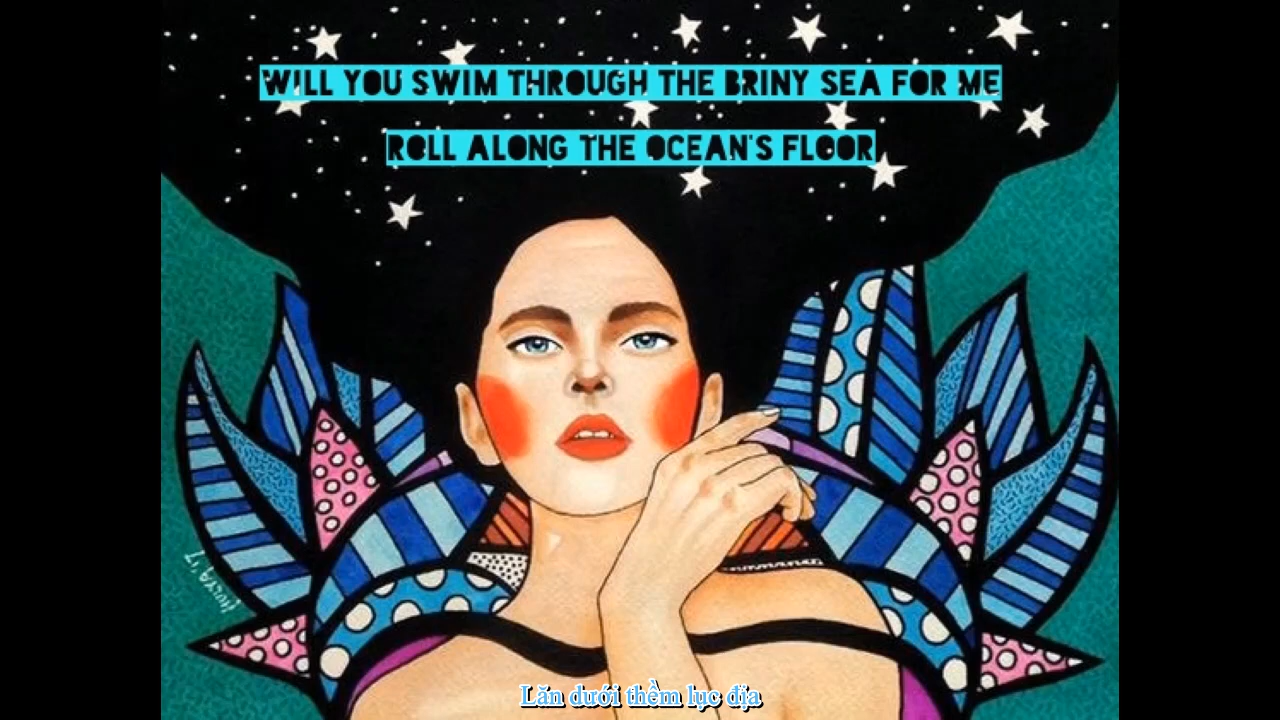 WILL YOU SWIM THROUGH THE BRINY SEA FOR ME
ROLL ALONG THE OCEAN'S FLOOR
Lăn dưới thềm lục địa